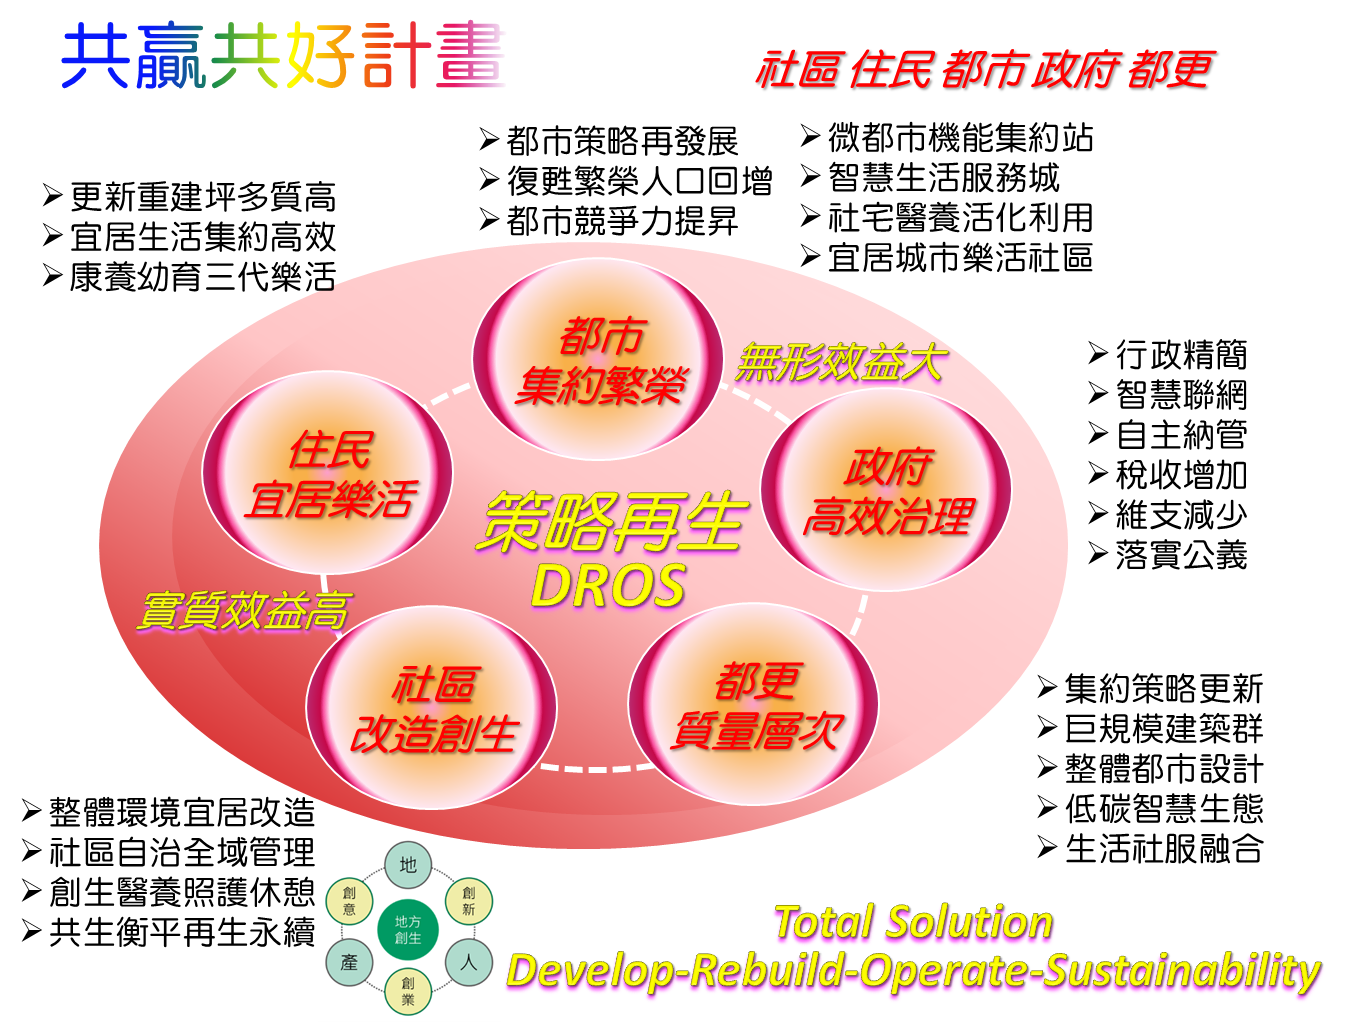 共贏共好計畫
社區 住民 都市 政府 都更
➢都市策略再發展
➢復甦繁榮人口回增
➢都市競爭力提昇
➢微都市機能集約站
➢智慧生活服務城
➢社宅醫養活化利用
➢宜居城市樂活社區
➢更新重建坪多質高
➢宜居生活集約高效
➢康養幼育三代樂活
都市
集約繁榮
無形效益大
➢行政精簡
➢智慧聯網
➢自主納管
➢稅收增加
➢維支減少
➢落實公義
住民
宜居樂活
政府
高效治理
策略再生
DROS
實質效益高
社區
改造創生
都更
質量層次
➢集約策略更新
➢巨規模建築群
➢整體都市設計
➢低碳智慧生態
➢生活社服融合
➢整體環境宜居改造
➢社區自治全域管理
➢創生醫養照護休憩
➢共生衡平再生永續
地
創意
創新
地方
創生
產
人
創業
Total Solution
Develop-Rebuild-Operate-Sustainability